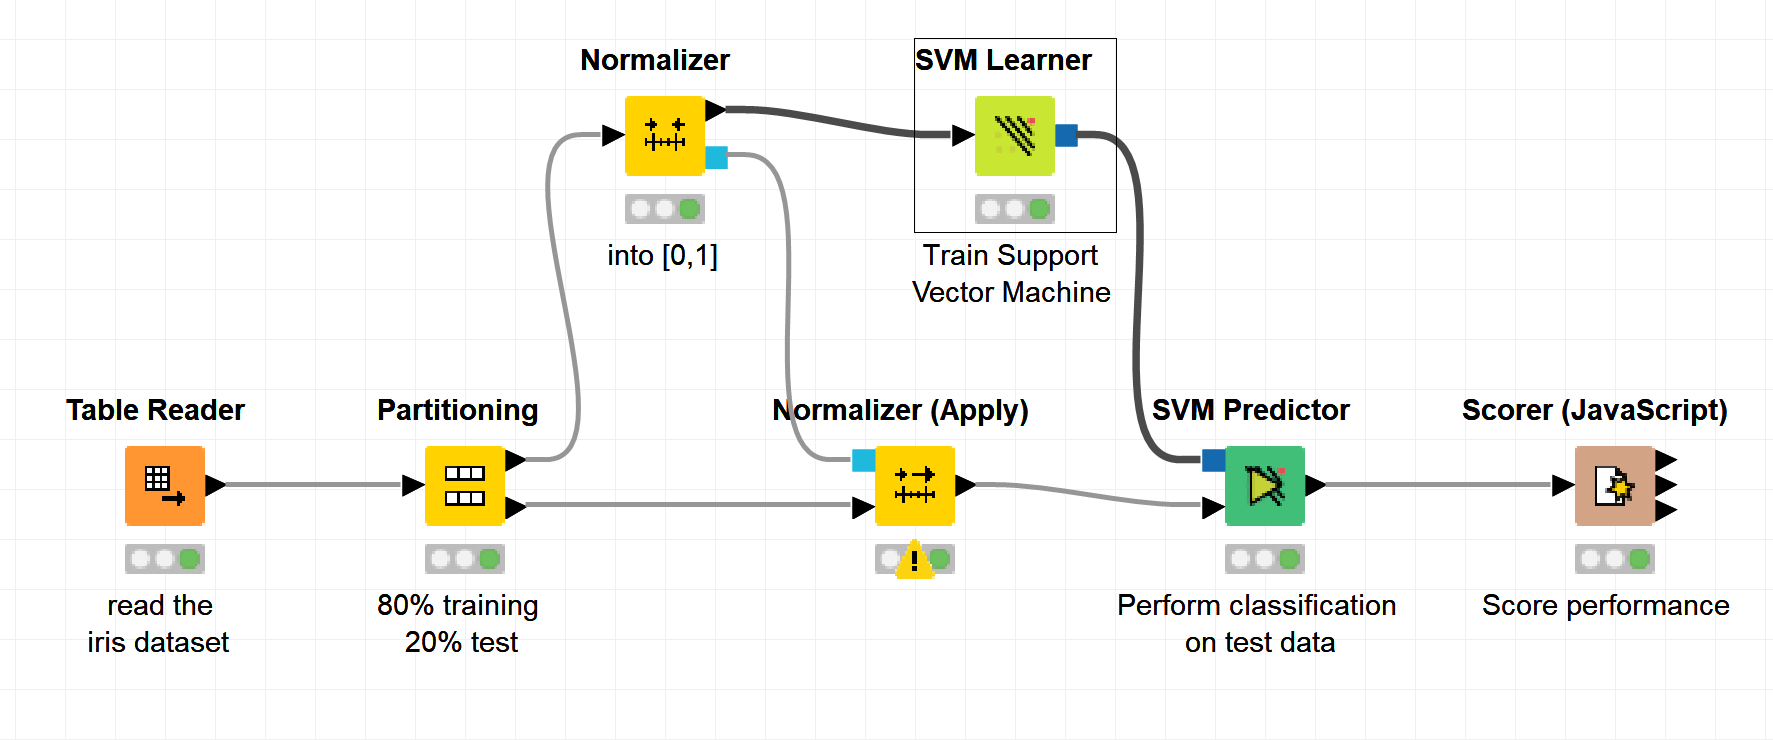 Normalizer
SVM Learner
into [0,1]
Train Support
Vector Machine
Table Reader
Partitioning
Normalizer (Apply)
SVM Predictor
Scorer (JavaScript)
read the
iris dataset
80% training
20% test
Perform classification
on test data
Score performance